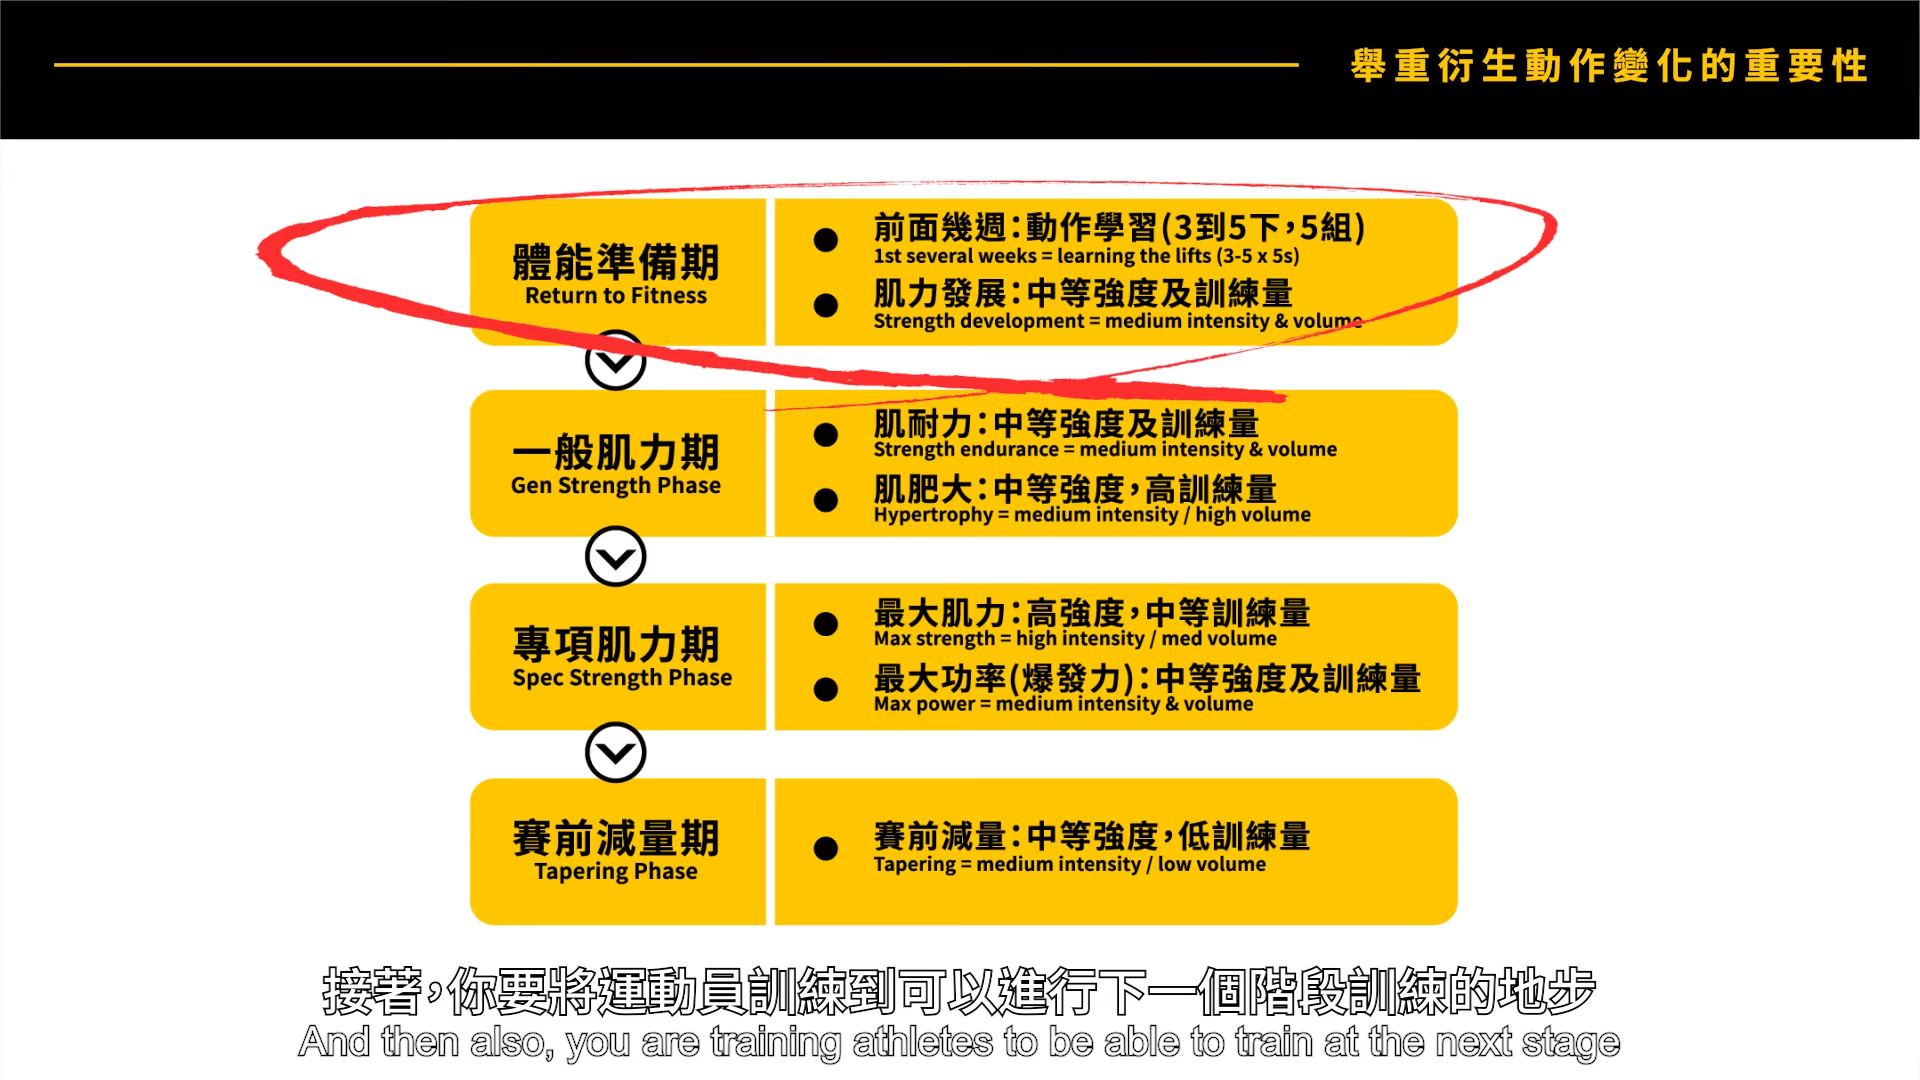 舉重衍生動作變化的重要性
體能準備期
Return to Fitness
前面幾週：動作學習(3到5下，5組)
1st several weeks = learning the lifts (3-5 x 5s)
肌力發展：中等強度及訓練量
Strength development = medium intensity & volume
一般肌力期
Gen Strength Phase
肌耐力：中等強度及訓練量
Strength endurance = medium intensity & volume
肌肥大：中等強度，高訓練量
Hypertrophy = medium intensity / high volume
專項肌力期
Spec Strength Phase
最大肌力：高強度，中等訓練量
Max strength = high intensity / med volume
最大功率(爆發力)：中等強度及訓練量
Max power = medium intensity & volume
賽前減量期
Tapering Phase
賽前減量：中等強度，低訓練量
Tapering = medium intensity / low volume
接著，你要將運動員訓練到可以進行下一個階段訓練的地步
And then also, you are training athletes to be able to train at the next stage